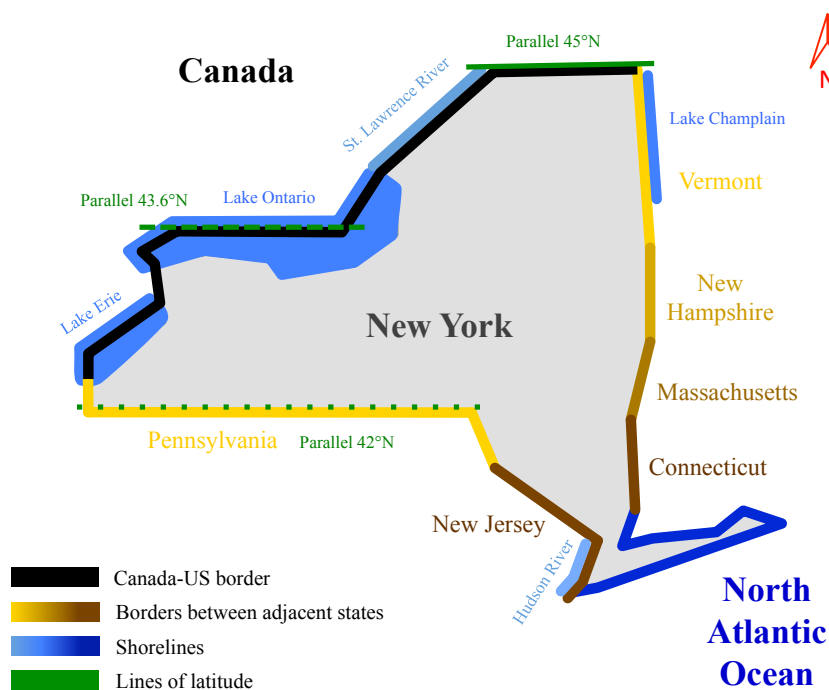 Parallel 45°N
Canada
N
St. Lawrence River
Lake Champlain
Vermont
Parallel 43.6°N
Lake Ontario
Lake Erie
New
Hampshire
New York
Massachusetts
Pennsylvania
Parallel 42°N
Connecticut
New Jersey
Hudson River
North
Atlantic
Ocean
Canada-US border
Borders between adjacent states
Shorelines
Lines of latitude